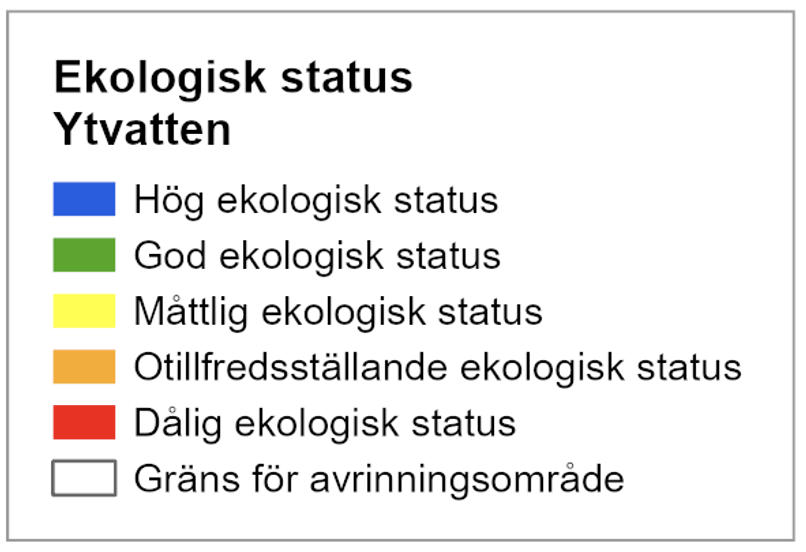 Ekologisk status
Ytvatten
Hög ekologisk status
God ekologisk status
Måttlig ekologisk status
Otillfredsställande ekologisk status
Dålig ekologisk status
Gräns för avrinningsområde